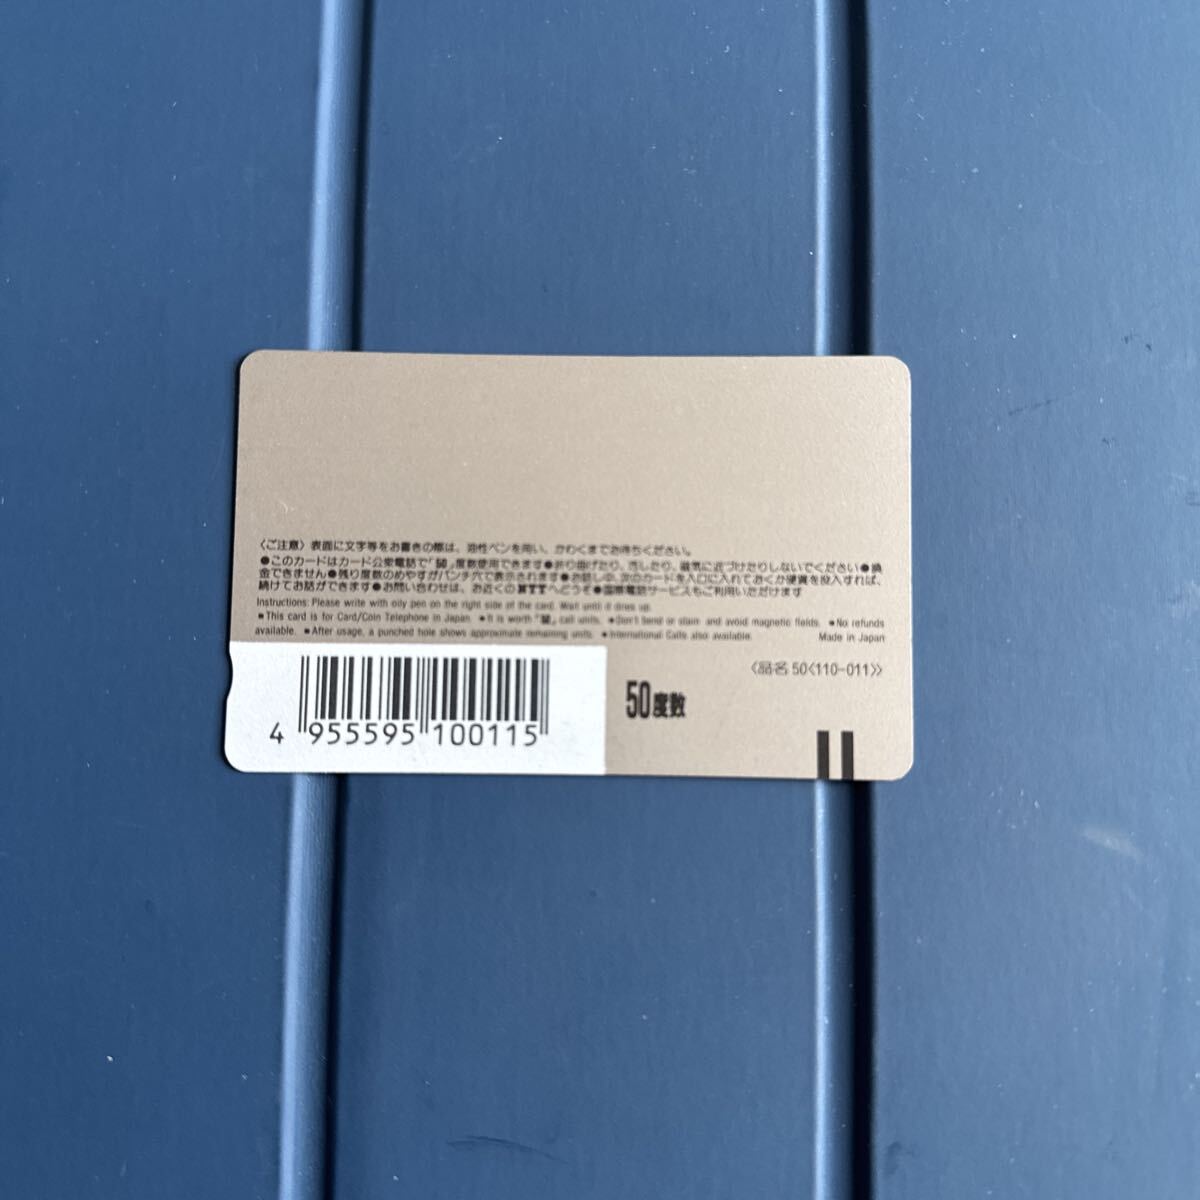 〈ご注意〉表面に文字等をお書きの際は、油性ペンを用い、かわくまでお待ちください。
●このカードはカード公衆電話で「50」度数使用できます●折り曲げたり、汚したり、磁気に近づけたりしないでください●換
金できません●残り度数のめやすがパンチ穴で表示されます●お話し中、次のカードを入口に入れておくか硬貨を投入すれば、
続けてお話ができます●お問い合わせは、お近くのNTTへどうぞ●国際電話サービスもご利用いただけます
Instructions: Please write with oily pen on the right side of the card. Wait until it dries up.
■This card is for Card/Coin Telephone in Japan ■It is worth「50」call units. ■Don't bend or stain and avoid magnetic fields. ■No refunds
available. ■After usage, a punched hole shows approximate remaining units. ■International Calls also available. Made in Japan
〈品名 50〈110-011〉〉
50度数
4 955595 100115